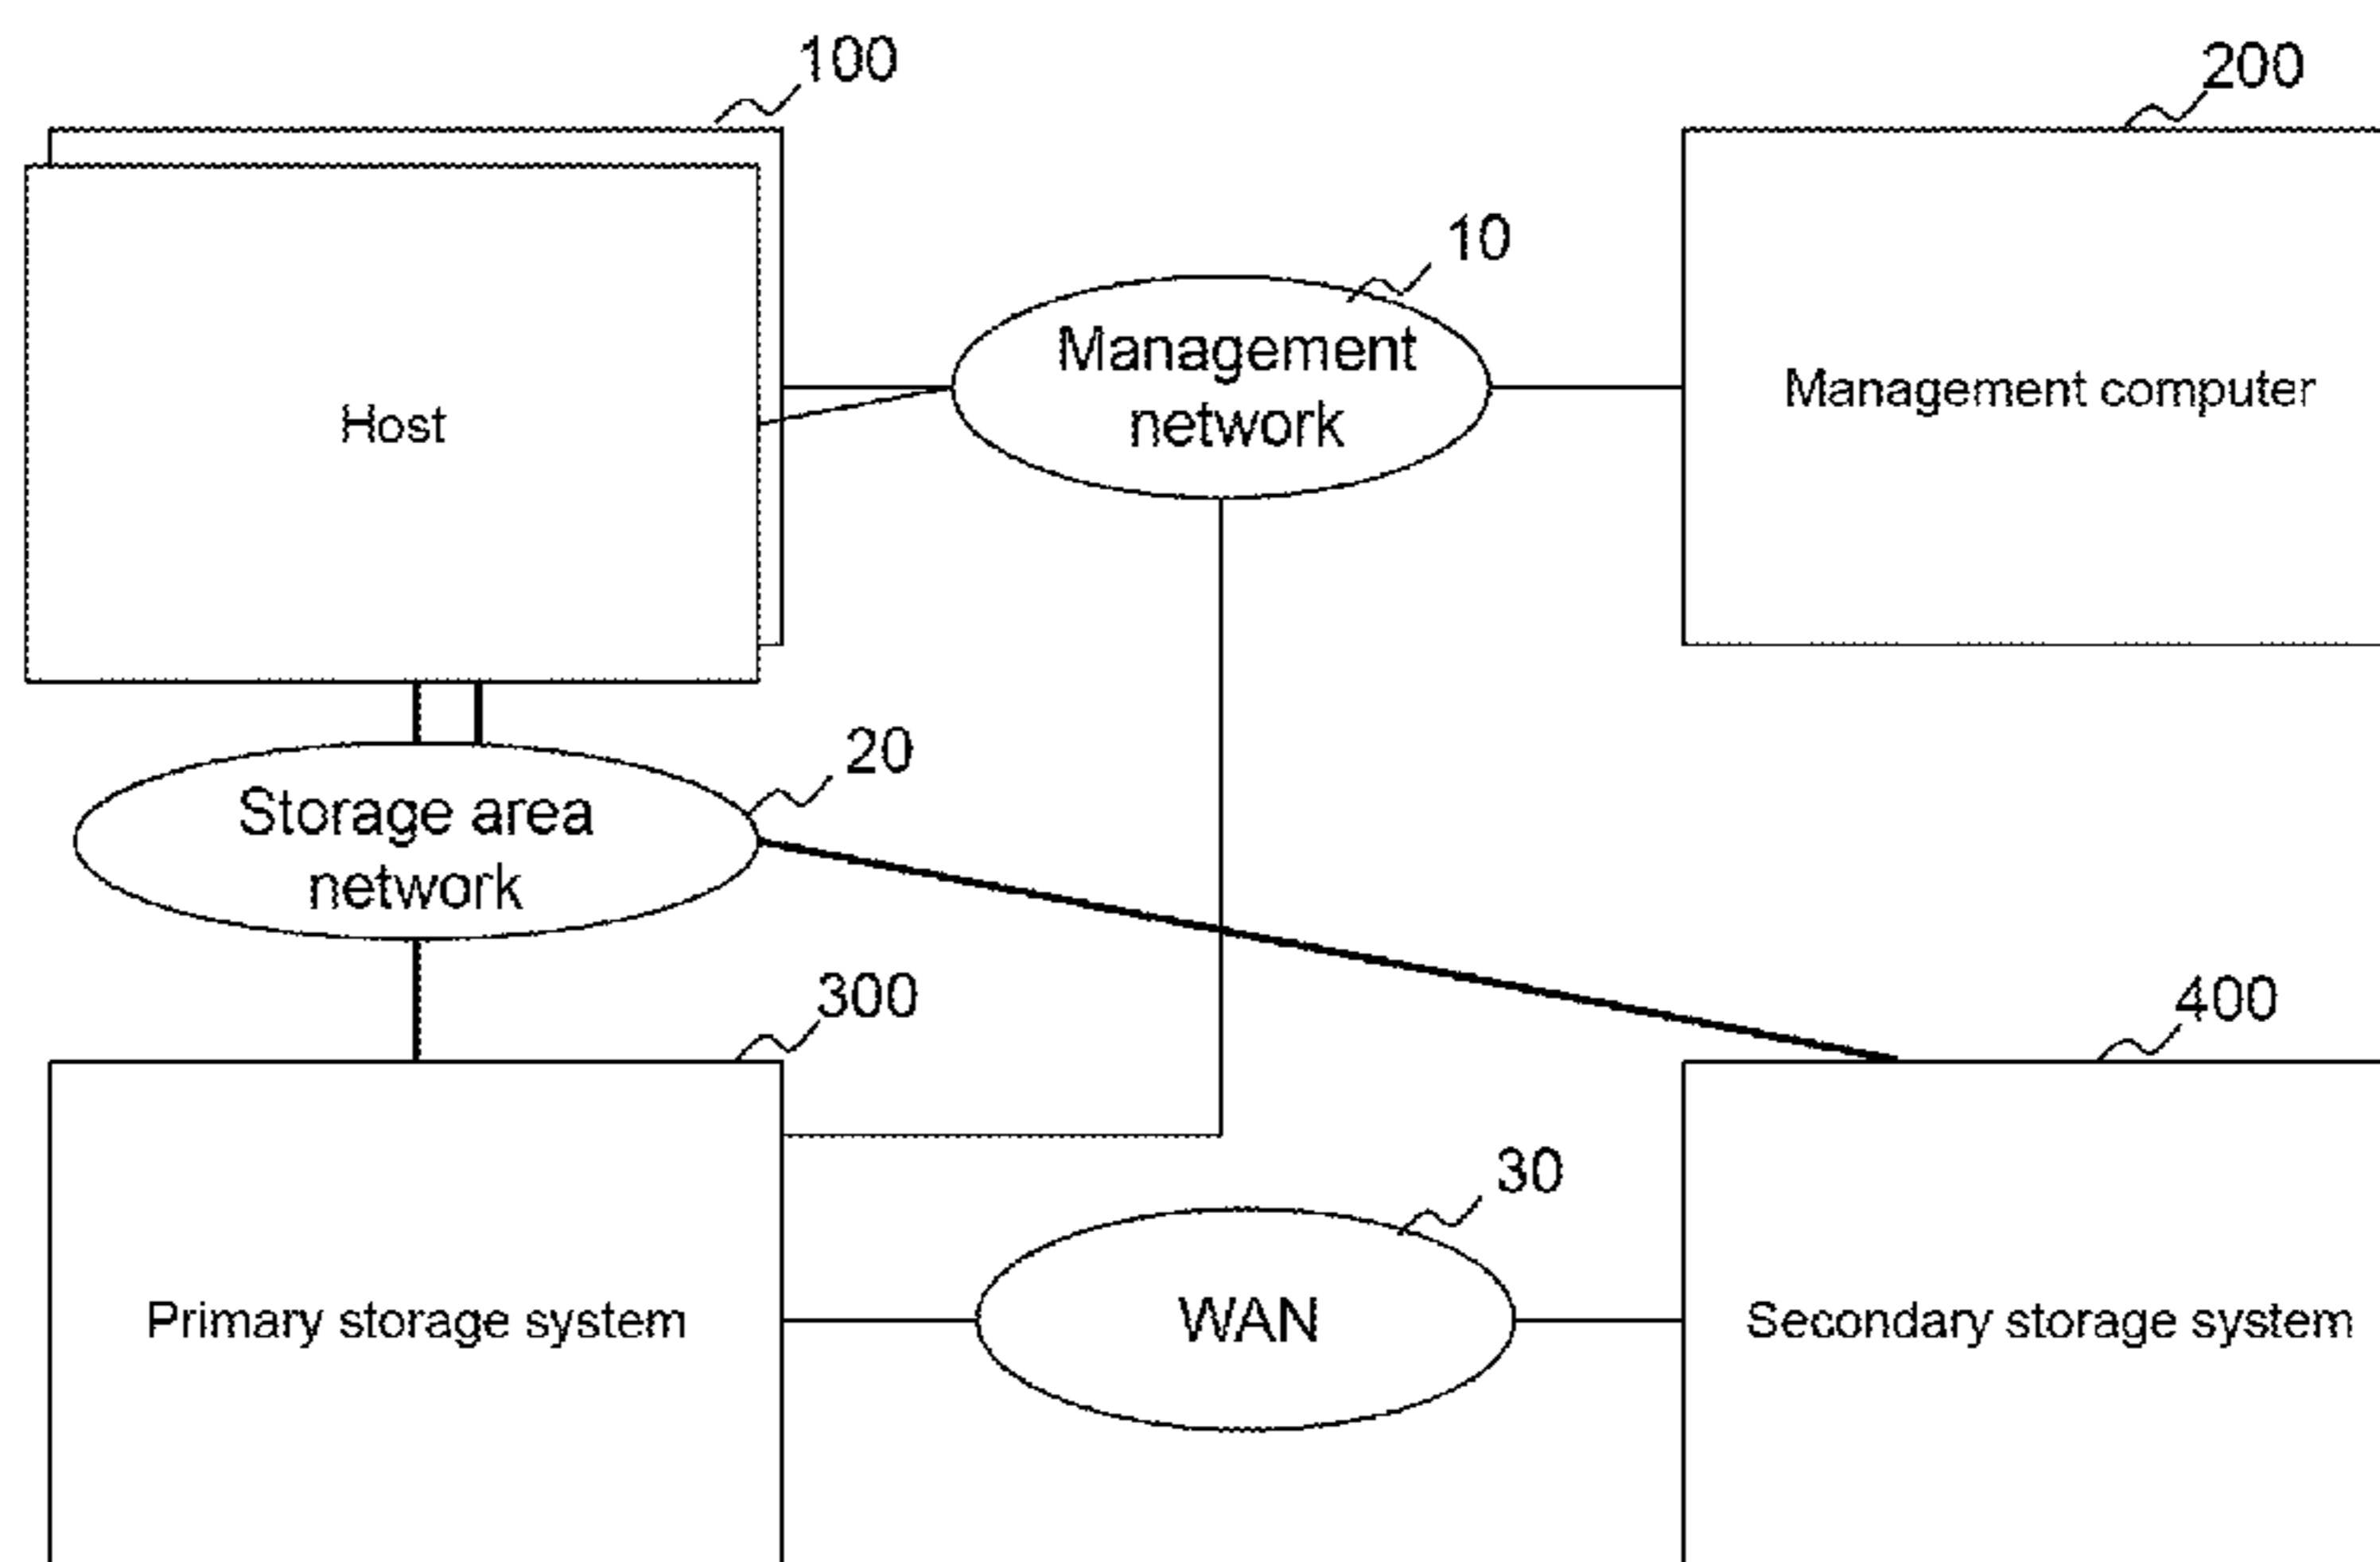 100
200
10
Management
network
Host
Management computer
20
Storage area
network
300
400
30
Primary storage system
WAN
Secondary storage system